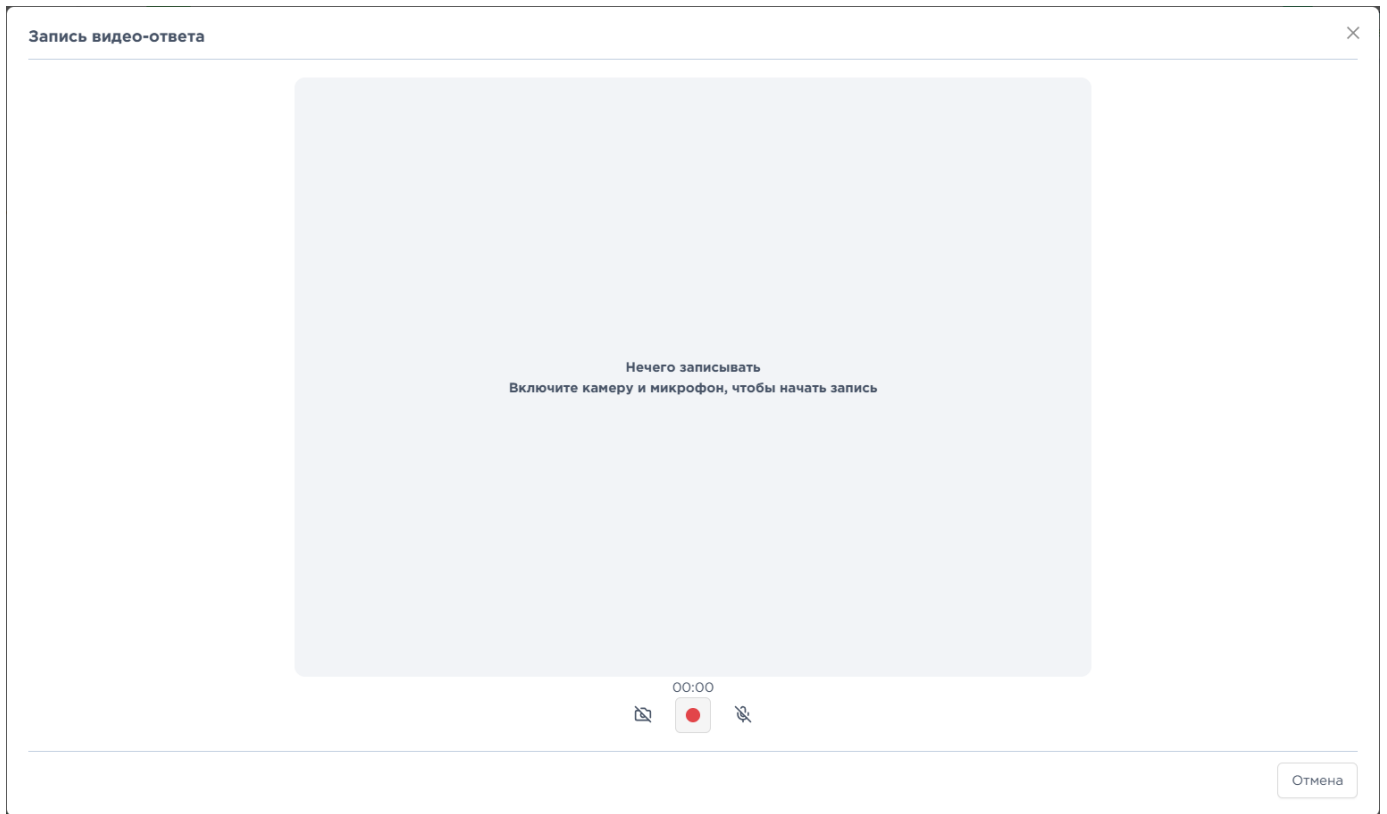 Запись видео-ответа
Нечего записывать
Включите камеру и микрофон, чтобы начать запись
00:00
Отмена